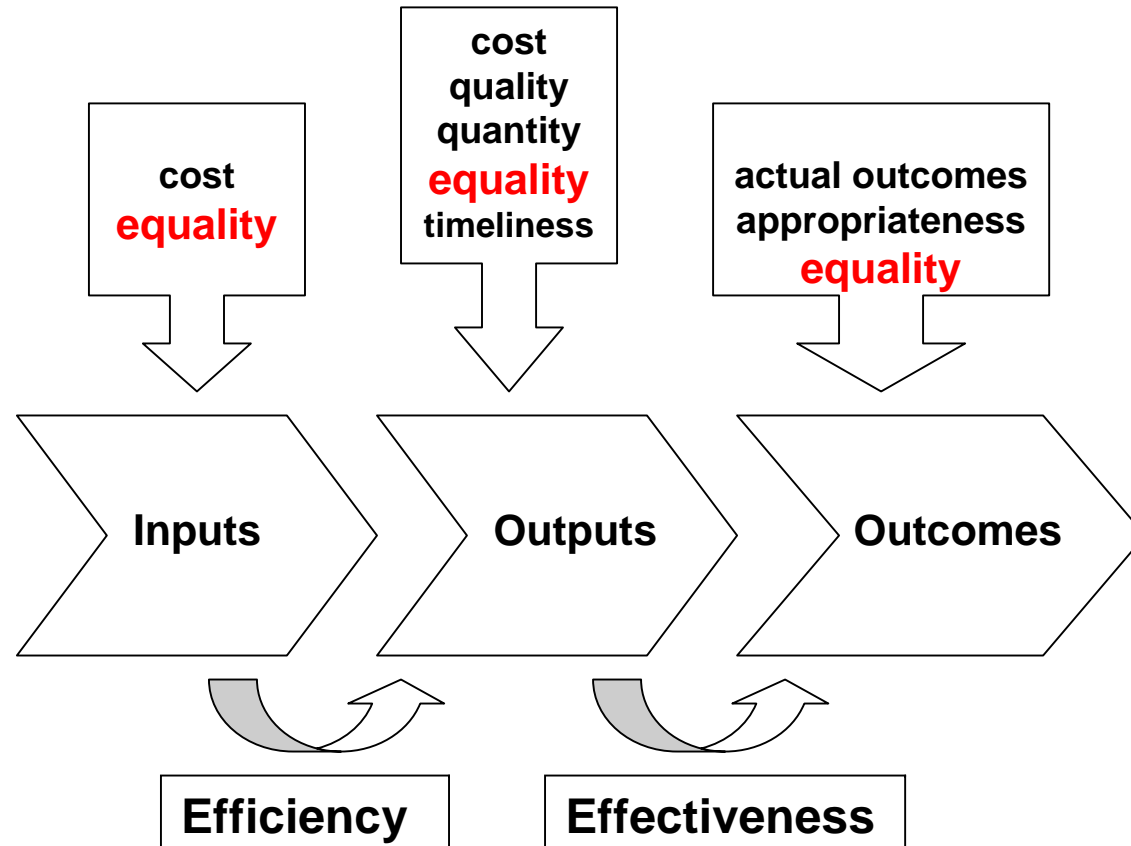 cost
equality
cost
quality
quantity
equality
timeliness
actual outcomes
appropriateness
equality
Inputs
Outputs
Outcomes
Efficiency
Effectiveness